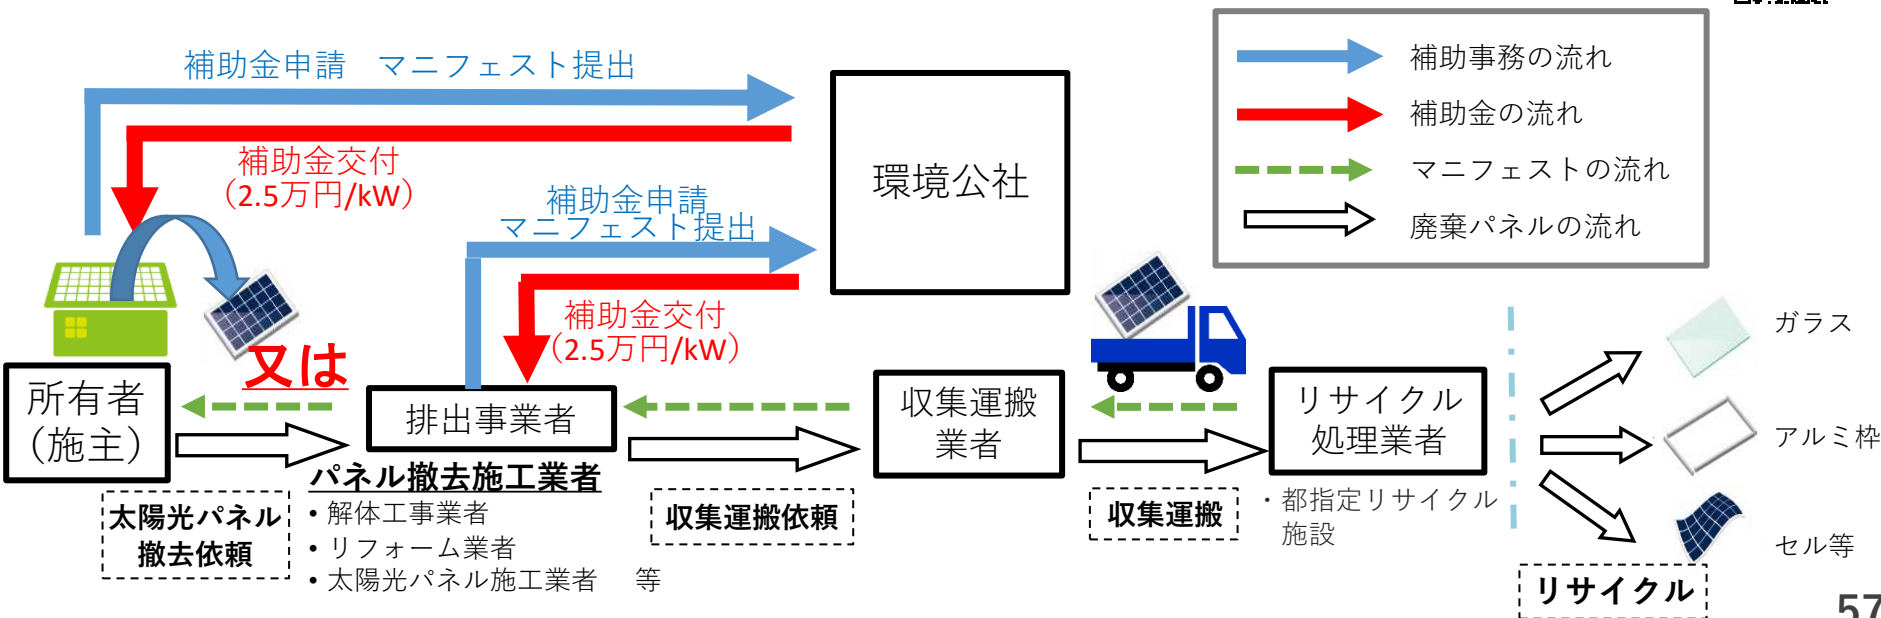 補助金申請　マニフェスト提出
補助金交付
（2.5万円/kW）
補助金申請
マニフェスト提出
補助金交付
（2.5万円/kW）
環境公社
補助事務の流れ
補助金の流れ
マニフェストの流れ
廃棄パネルの流れ
所有者
（施主）
又は
排出事業者
収集運搬
業者
リサイクル
処理業者
太陽光パネル
撤去依頼
パネル撤去施工業者
・解体工事業者
・リフォーム業者
・太陽光パネル施工業者　等
収集運搬依頼
収集運搬
・都指定リサイクル
施設
ガラス
アルミ枠
セル等
リサイクル
57